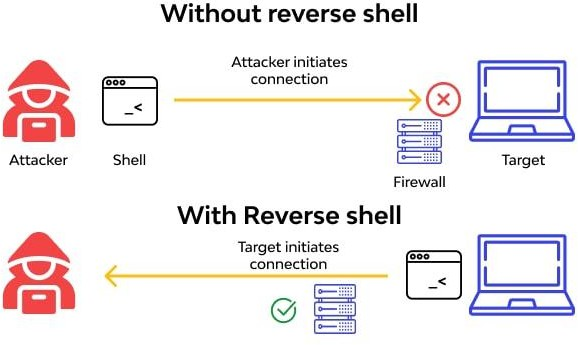 Without reverse shell
Attacker initiates
connection
_<
Attacker
Shell
Firewall
Target
With Reverse shell
Target initiates
connection
_<